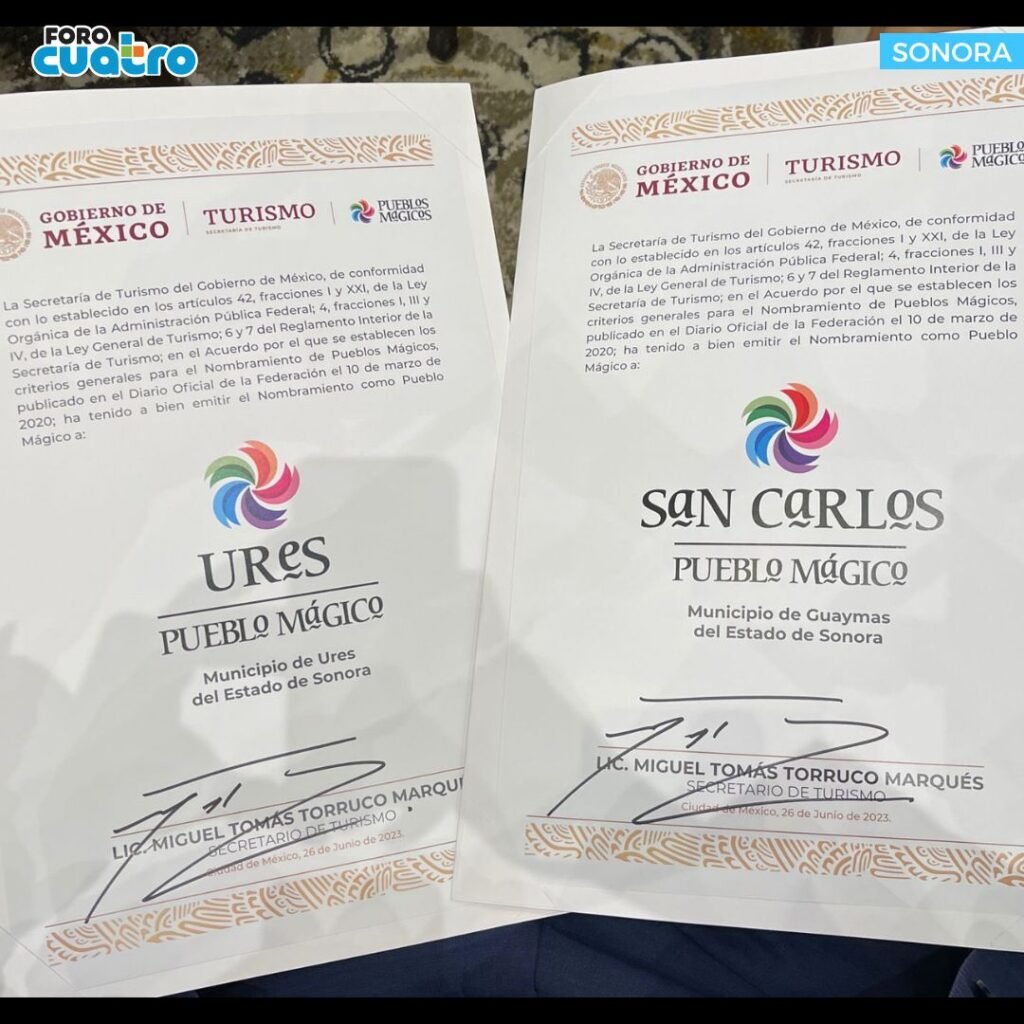 FORO
cuatro
SONORA
GOBIERNO DE
MÉXICO
TURISMO
SECRETARÍA DE TURISMO
PUEBLOS
MÁGICOS
La Secretaría de Turismo del Gobierno de México, de conformidad
con lo establecido en los artículos 42, fracciones I y XXI, de la Ley
Orgánica de la Administración Pública Federal; 4, fracciones I, III y
IV, de la Ley General de Turismo; 6 y 7 del Reglamento Interior de la
Secretaría de Turismo; en el Acuerdo por el que se establecen los
criterios generales para el Nombramiento de Pueblos Mágicos,
publicado en el Diario Oficial de la Federación el 10 de marzo de
2020; ha tenido a bien emitir el Nombramiento como Pueblo
Mágico a:
URES
PUEBLO MÁGICO
Municipio de Ures
del Estado de Sonora
LIC. MIGUEL TOMÁS TORRUCO MARQU
SECRETARIO DE TURISMO
Ciudad de México, 26 de Junio de 2023.
GOBIERNO DE
MÉXICO
TURISMO
SECRETARÍA DE TURISMO
PUEBLO
MÁGICO
La Secretaría de Turismo del Gobierno de México, de conformidad
con lo establecido en los artículos 42, fracciones I y XXI, de la Ley
Orgánica de la Administración Pública Federal; 4, fracciones I, III y
IV, de la Ley General de Turismo; 6 y 7 del Reglamento Interior de la
Secretaría de Turismo; en el Acuerdo por el que se establecen los
criterios generales para el Nombramiento de Pueblos Mágicos,
publicado en el Diario Oficial de la Federación el 10 de marzo de
2020; ha tenido a bien emitir el Nombramiento como Pueblo
Mágico a:
SAN CARLOS
PUEBLO MÁGICO
Municipio de Guaymas
del Estado de Sonora
LIC. MIGUEL TOMÁS TORRUCO MARQUÉS
SECRETARIO DE TURISMO
Ciudad de México, 26 de Junio de 2023.